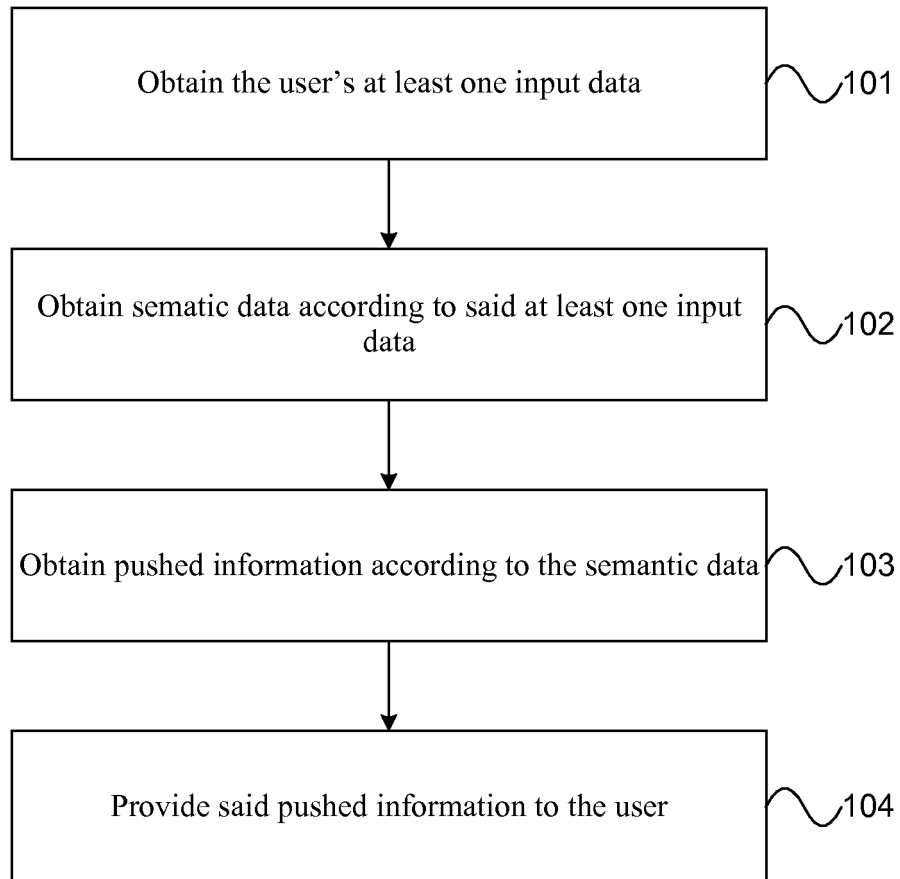 Obtain the user’s at least one input data
101
Obtain sematic data according to said at least one input
data
102
Obtain pushed information according to the semantic data
103
Provide said pushed information to the user
104